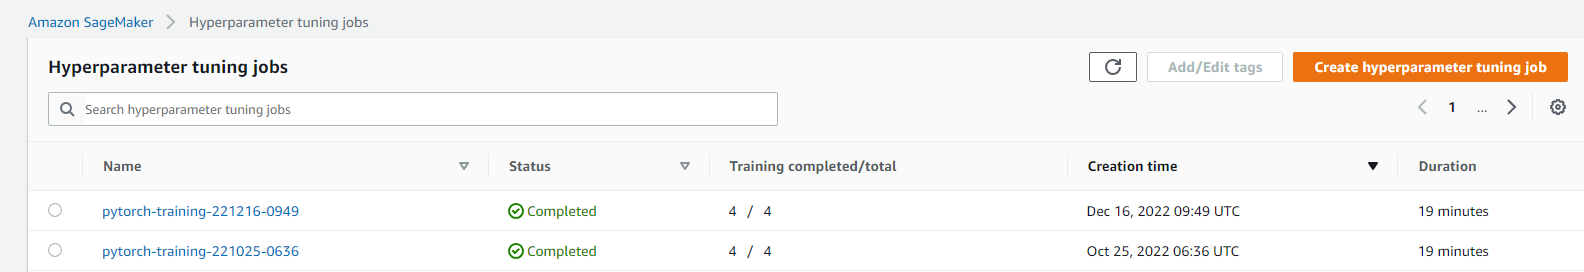 Amazon SageMaker > Hyperparameter tuning jobs
Hyperparameter tuning jobs Add/Edit tags Create hyperparameter tuning job
Search hyperparameter tuning jobs 1 ...
Name Status Training completed/total Creation time Duration
pytorch-training-221216-0949 Completed 4 / 4 Dec 16, 2022 09:49 UTC 19 minutes
pytorch-training-221025-0636 Completed 4 / 4 Oct 25, 2022 06:36 UTC 19 minutes